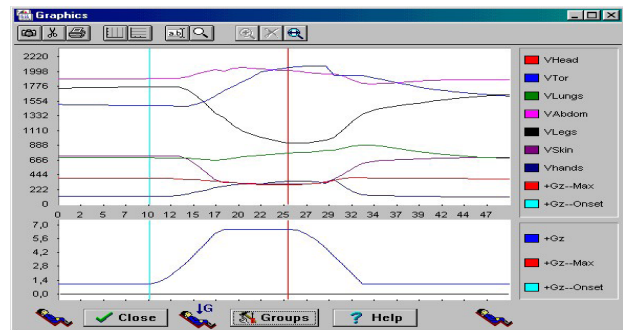 Graphics
a.b
2220
1998
1776
1554
1332
1110
888
666
444
222
0
0 2 5 7 10 12 15 17 20 22 25 27 29 32 34 37 39 42 44 47
VHead
VTor
VLungs
VAbdom
VLegs
VSkin
Vhands
+Gz--Max
+Gz--Onset
7,0
5,6
4,2
2,8
1,4
0,0
+Gz
+Gz--Max
+Gz--Onset
G
Close
Groups
? Help